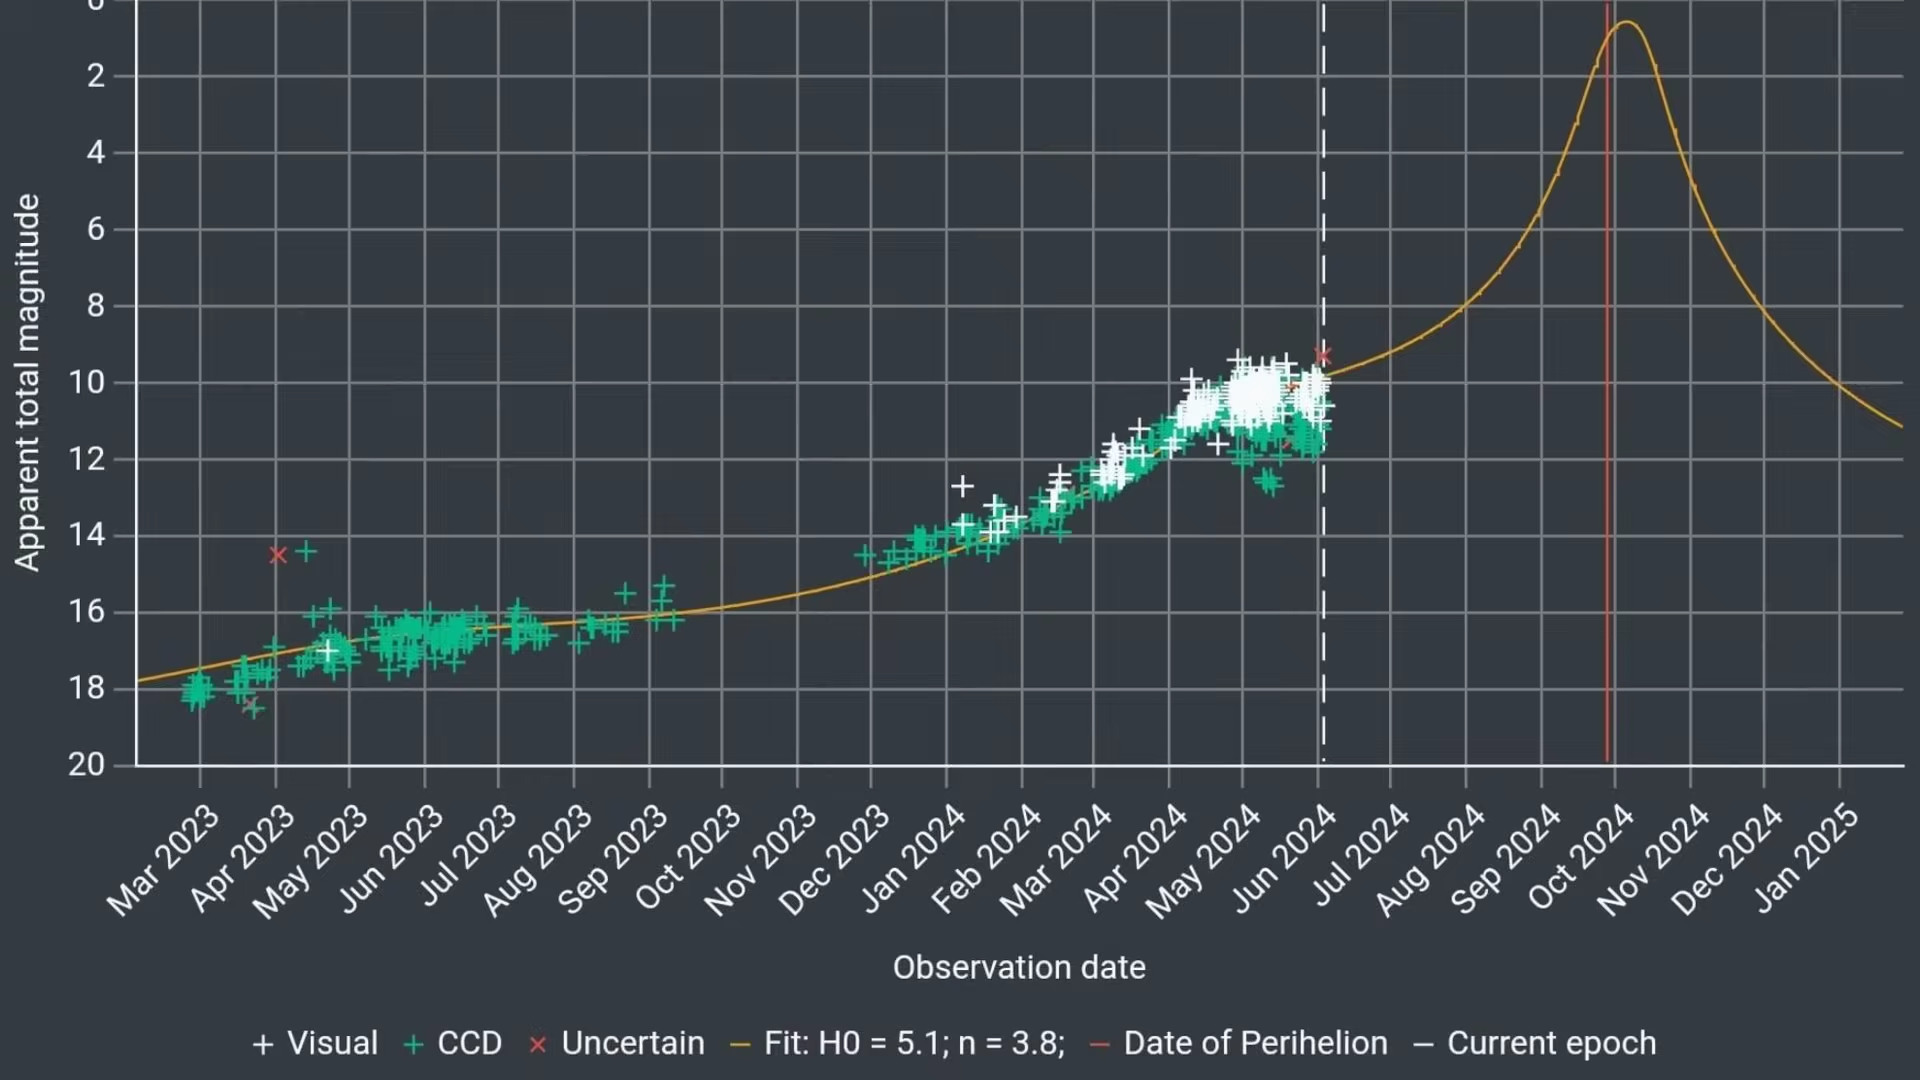 0
2
4
6
8
10
12
14
16
18
20
Apparent total magnitude
Mar 2023
Apr 2023
May 2023
Jun 2023
Jul 2023
Aug 2023
Sep 2023
Oct 2023
Nov 2023
Dec 2023
Jan 2024
Feb 2024
Mar 2024
Apr 2024
May 2024
Jun 2024
Jul 2024
Aug 2024
Sep 2024
Oct 2024
Nov 2024
Dec 2024
Jan 2025
Observation date
Visual CCD Uncertain Fit: H0 = 5.1; n = 3.8; Date of Perihelion Current epoch